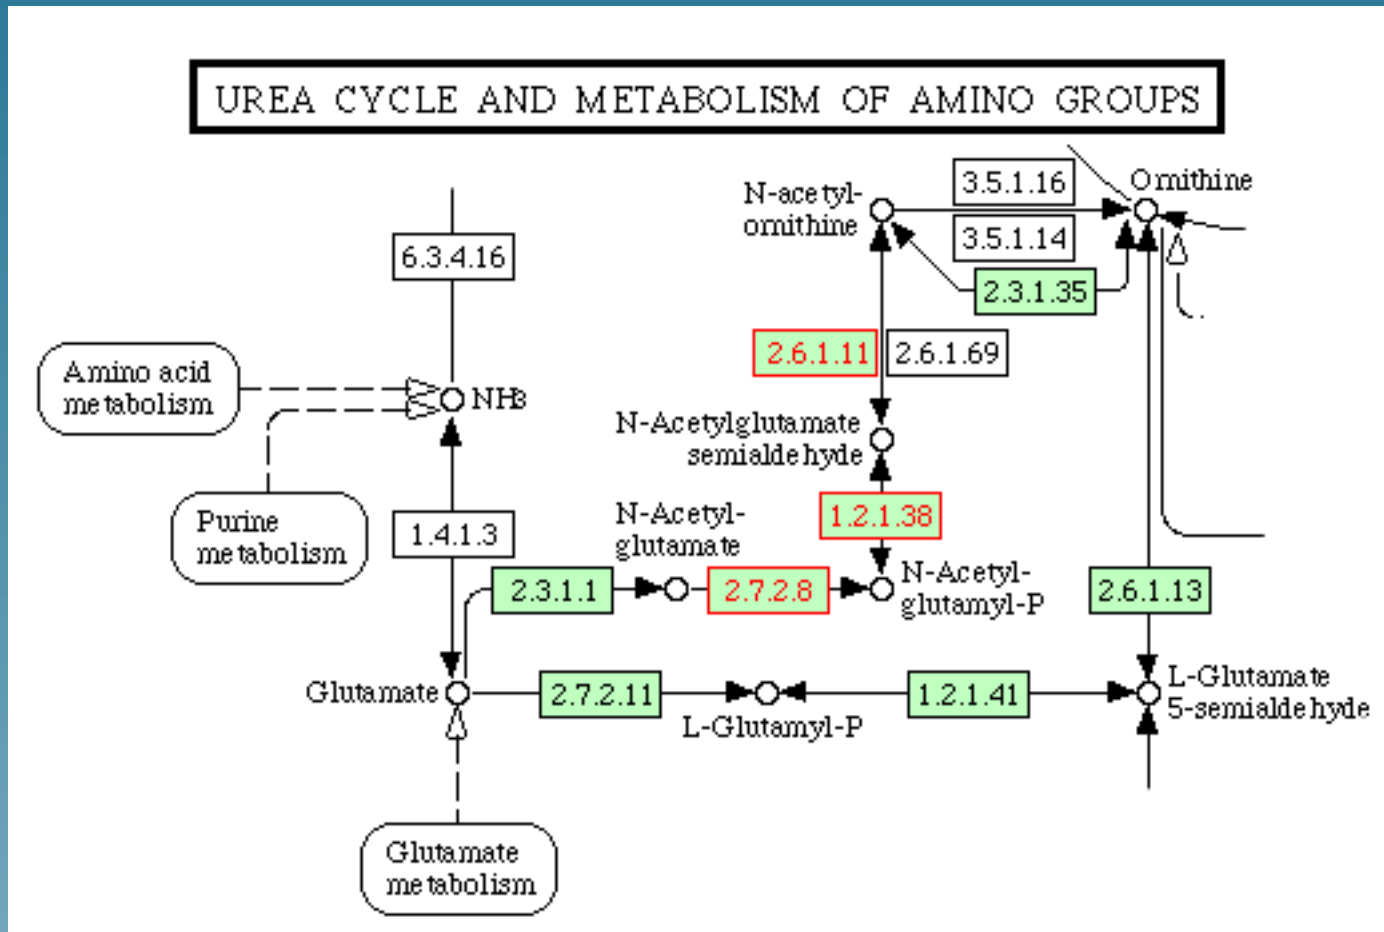 UREA CYCLE AND METABOLISM OF AMINO GROUPS
N-acetyl-
ornithine
3.5.1.16
3.5.1.14
Ornithine
6.3.4.16
2.3.1.35
2.6.1.11
2.6.1.69
Amino acid
metabolism
NH3
N-Acetylglutamate
semialdehyde
Purine
metabolism
1.4.1.3
N-Acetyl-
glutamate
1.2.1.38
2.3.1.1
2.7.2.8
N-Acetyl-
glutamyl-P
2.6.1.13
Glutamate
2.7.2.11
L-Glutamyl-P
1.2.1.41
L-Glutamate
5-semialdehyde
Glutamate
metabolism